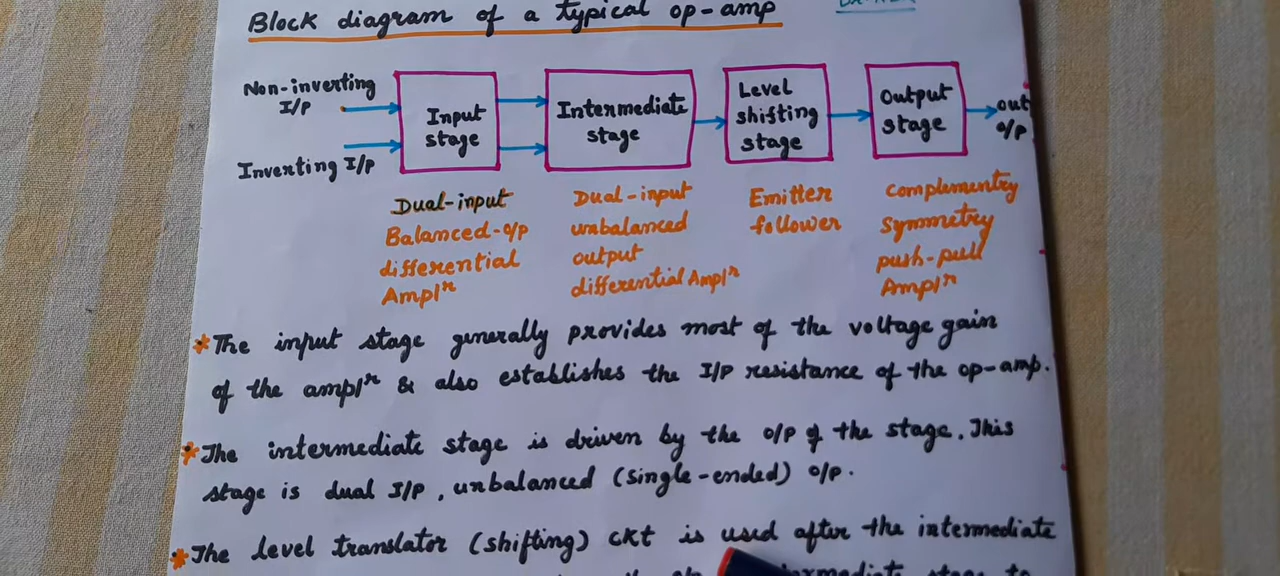 Block diagram of a typical op-amp
Non-inverting
I/P
Inverting I/P
Input
stage
Intermediate
stage
Level
shifting
stage
Output
stage
out
o/p
Dual-input
Balanced-o/p
differential
Ampl^r
Dual-input
unbalanced
output
differential Ampl^r
Emitter
follower
Complementry
Symmetry
push-pull
Ampl^r
*The input stage generally provides most of the voltage gain
of the ampl^r & also establishes the I/P resistance of the op-amp.
*The intermediate stage is driven by the o/p of the stage. This
stage is dual I/P, unbalanced (single-ended) o/p.
*The level translator (shifting) ckt is used after the intermediate
stage to